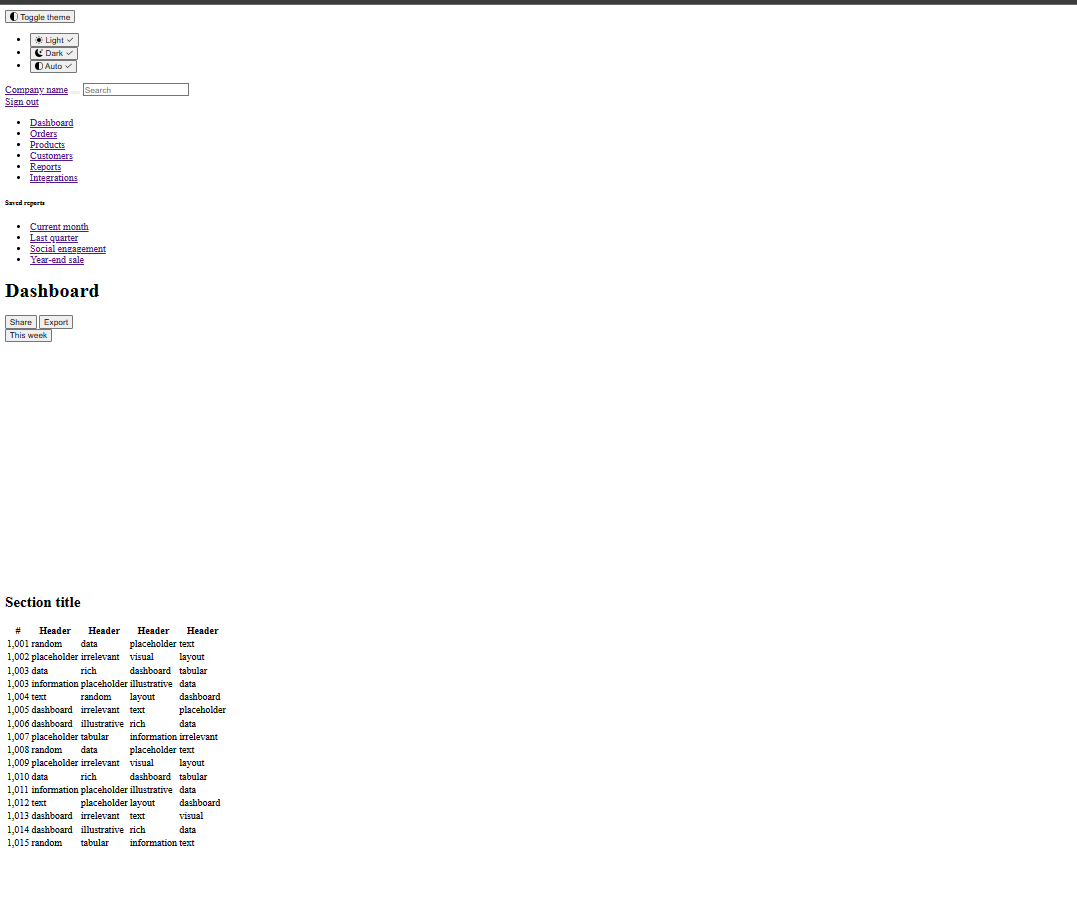 Toggle theme
Light ✓
Dark ✓
Auto ✓
Company name Search
Sign out
Dashboard
Orders
Products
Customers
Reports
Integrations
Saved reports
Current month
Last quarter
Social engagement
Year-end sale
Dashboard
Share Export
This week
Section title
# Header Header Header Header
1,001 random data placeholder text
1,002 placeholder irrelevant visual layout
1,003 data rich dashboard tabular
1,003 information placeholder illustrative data
1,004 text random layout dashboard
1,005 dashboard irrelevant text placeholder
1,006 dashboard illustrative rich data
1,007 placeholder tabular information irrelevant
1,008 random data placeholder text
1,009 placeholder irrelevant visual layout
1,010 data rich dashboard tabular
1,011 information placeholder illustrative data
1,012 text placeholder layout dashboard
1,013 dashboard irrelevant text visual
1,014 dashboard illustrative rich data
1,015 random tabular information text